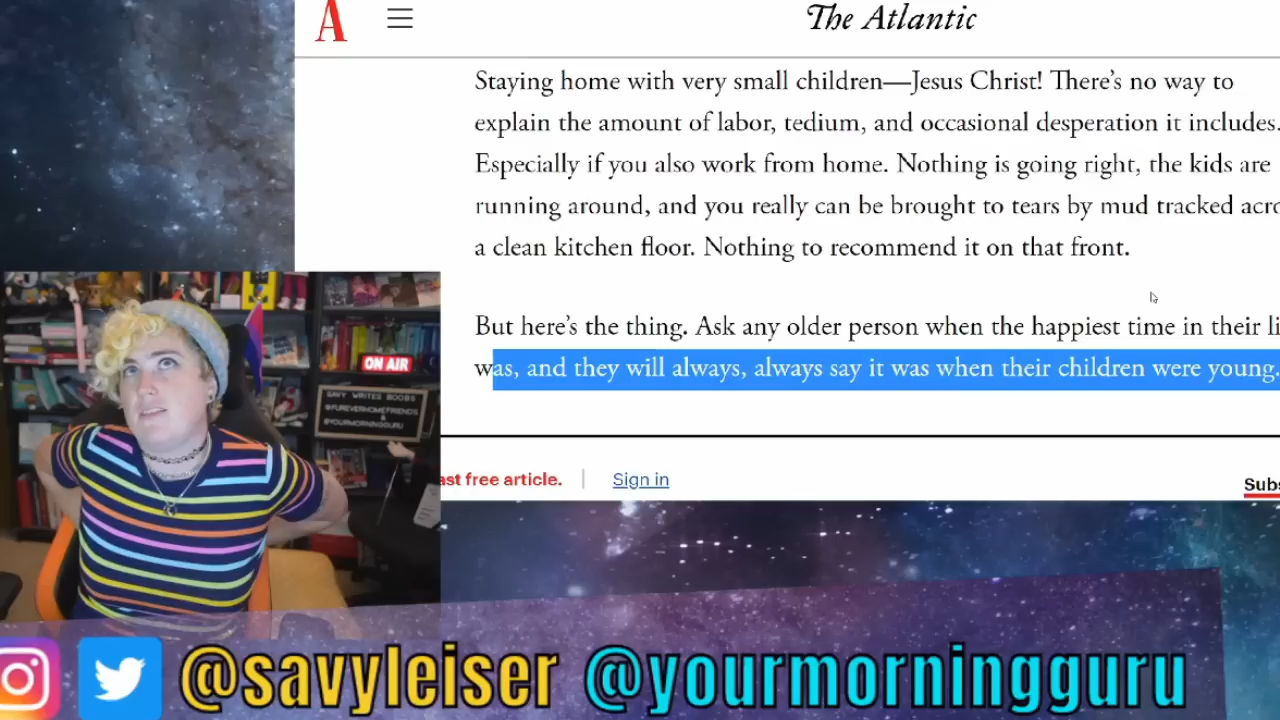 A The Atlantic
Staying home with very small children—Jesus Christ! There's no way to
explain the amount of labor, tedium, and occasional desperation it includes.
Especially if you also work from home. Nothing is going right, the kids are
running around, and you really can be brought to tears by mud tracked acro
a clean kitchen floor. Nothing to recommend it on that front.
But here's the thing. Ask any older person when the happiest time in their li
was, and they will always, always say it was when their children were young.
ast free article.
Sign in
Subs
ON AIR
SAVY WRITES BOOBS
@FUREVERHOMEFRIENDS
&
@YOURMORNINGGURU
@savyleiser @yourmorningguru